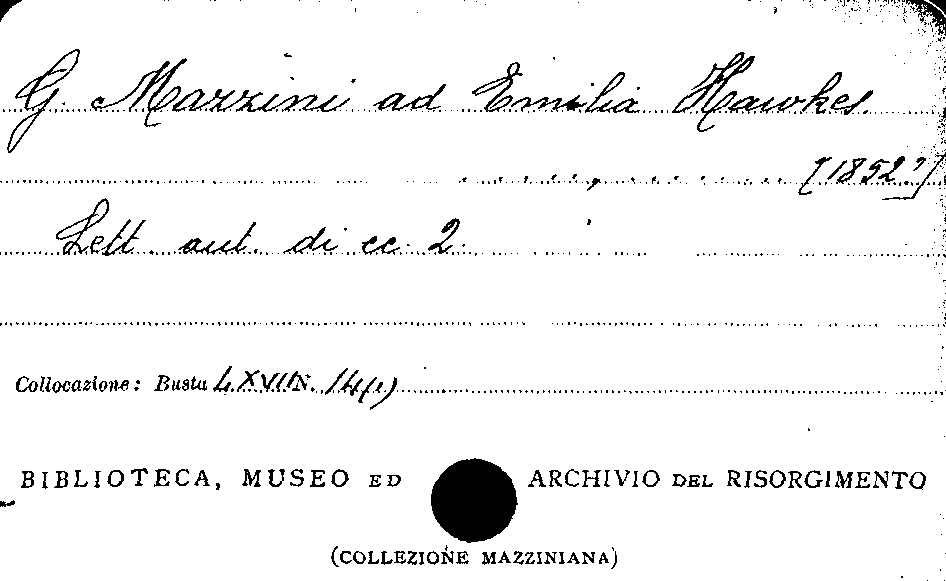 G. Mazzini ad Emilia Hawkes.
[1852?]
Lett. aut. di cc. 2.
Collocazione: Busta LXVII N. 14(1)
BIBLIOTECA, MUSEO ED ARCHIVIO DEL RISORGIMENTO
(COLLEZIONE MAZZINIANA)